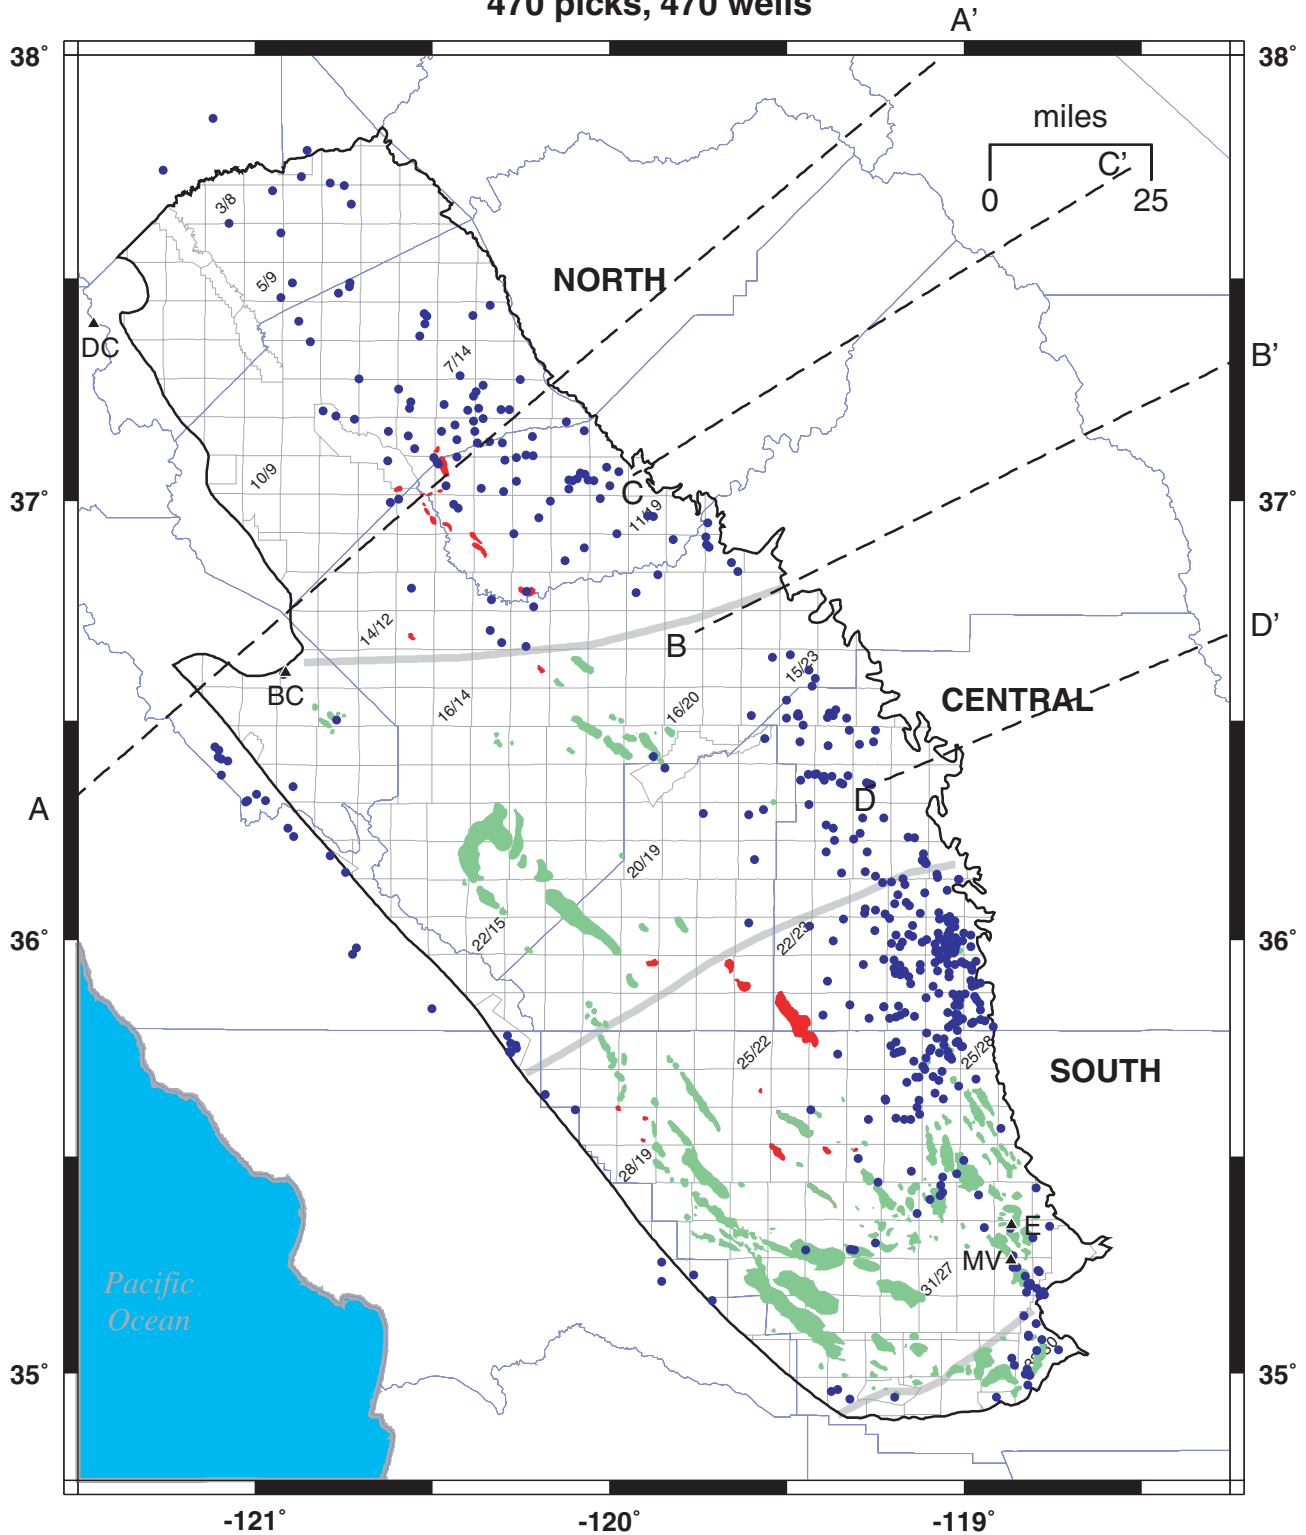 470 picks, 470 wells
A'
38°
38°
miles
C'
0
25
3/8
NORTH
5/9
DC
7/14
B'
10/9
C
37°
37°
11/19
14/12
B
D'
15/23
BC
16/14
16/20
CENTRAL
A
D
20/19
22/15
22/23
36°
36°
25/22
25/28
SOUTH
28/19
E
MV
31/27
Pacific
Ocean
35°
35°
-121°
-120°
-119°